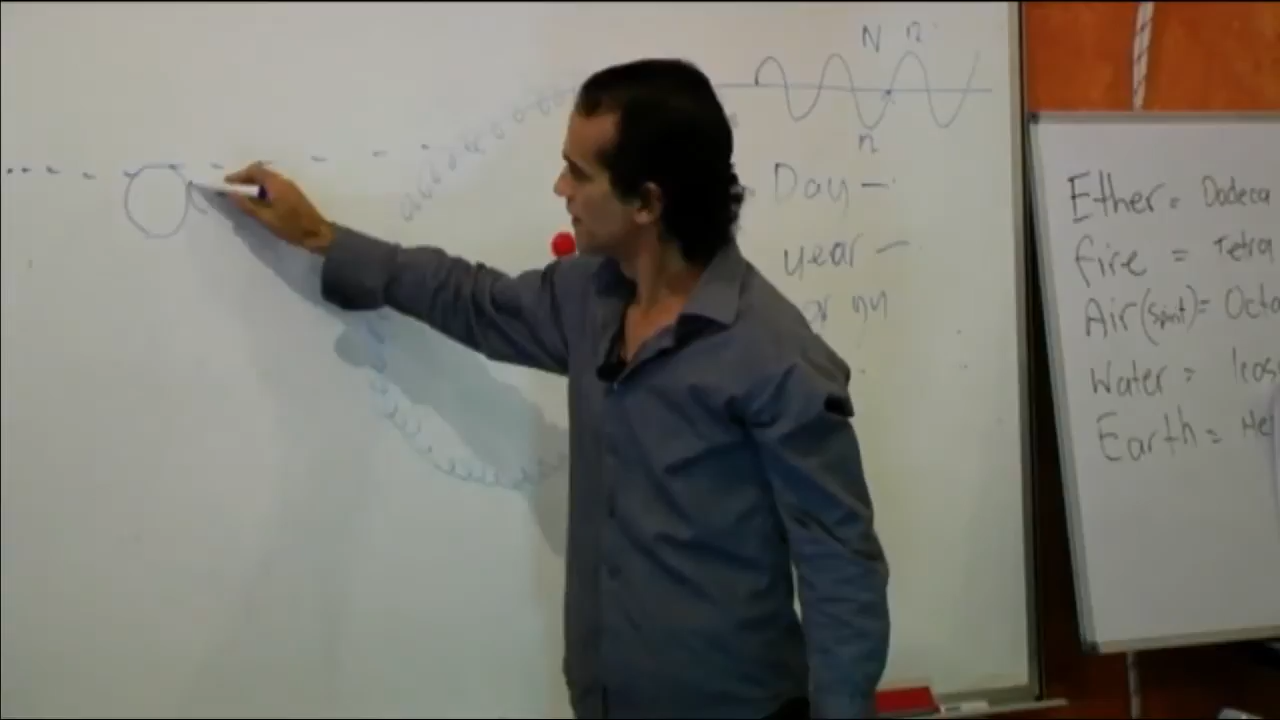 N n
n
Day -
year -
Ether = Dodeca
fire = Tetra
Air (spirit) = Octa
Water = Icos
Earth = He